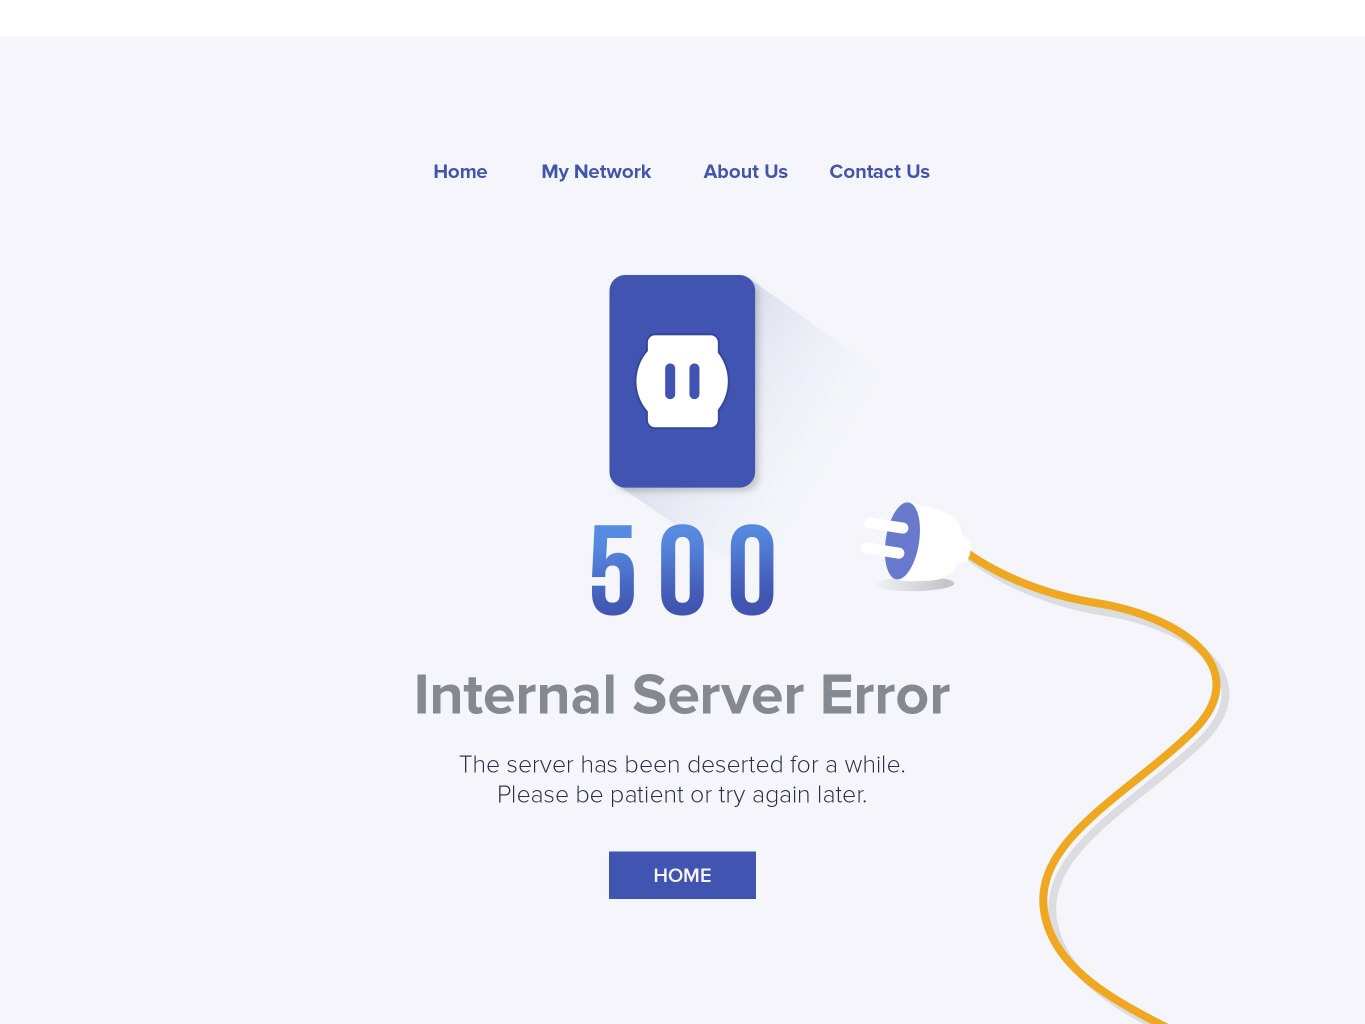 Home My Network About Us Contact Us
500
Internal Server Error
The server has been deserted for a while.
Please be patient or try again later.
HOME